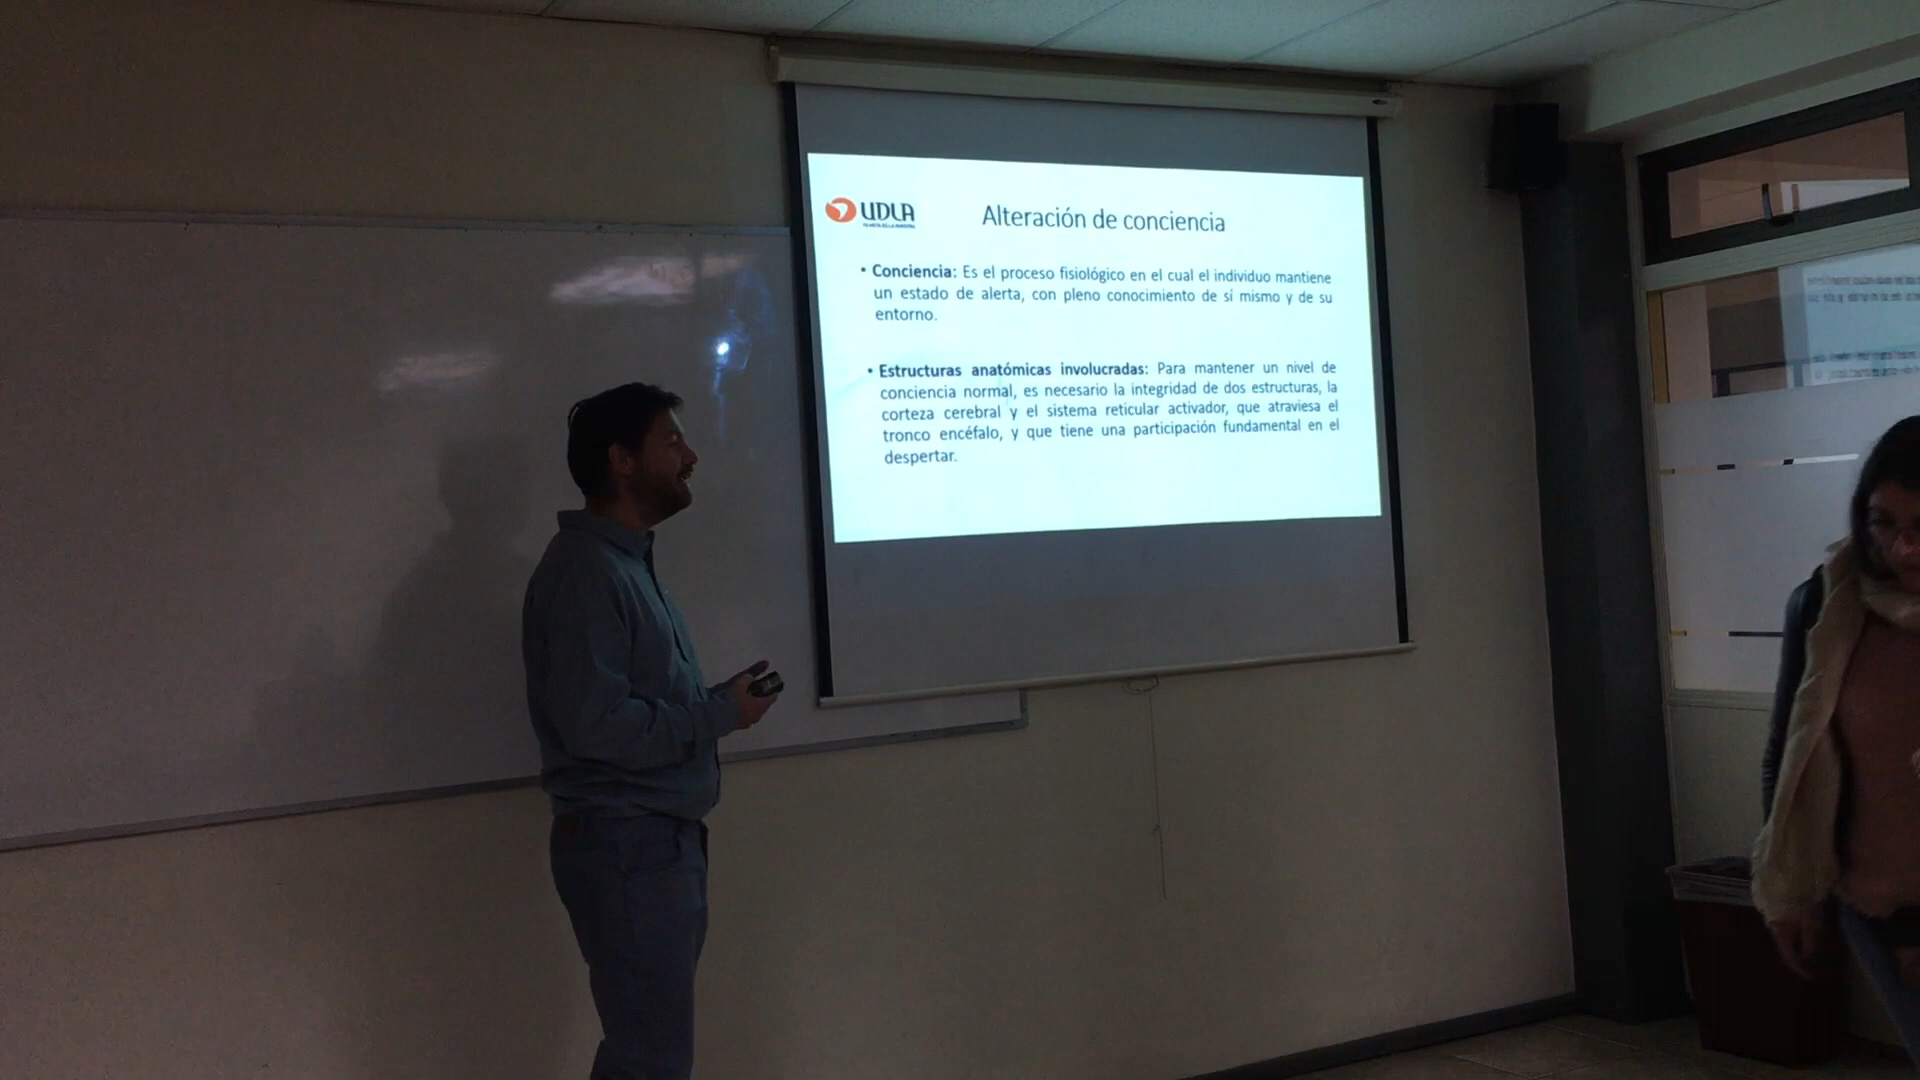 UDLA
Alteración de conciencia
• Conciencia: Es el proceso fisiológico en el cual el individuo mantiene
un estado de alerta, con pleno conocimiento de sí mismo y de su
entorno.
• Estructuras anatómicas involucradas: Para mantener un nivel de
conciencia normal, es necesario la integridad de dos estructuras, la
corteza cerebral y el sistema reticular activador, que atraviesa el
tronco encéfalo, y que tiene una participación fundamental en el
despertar.